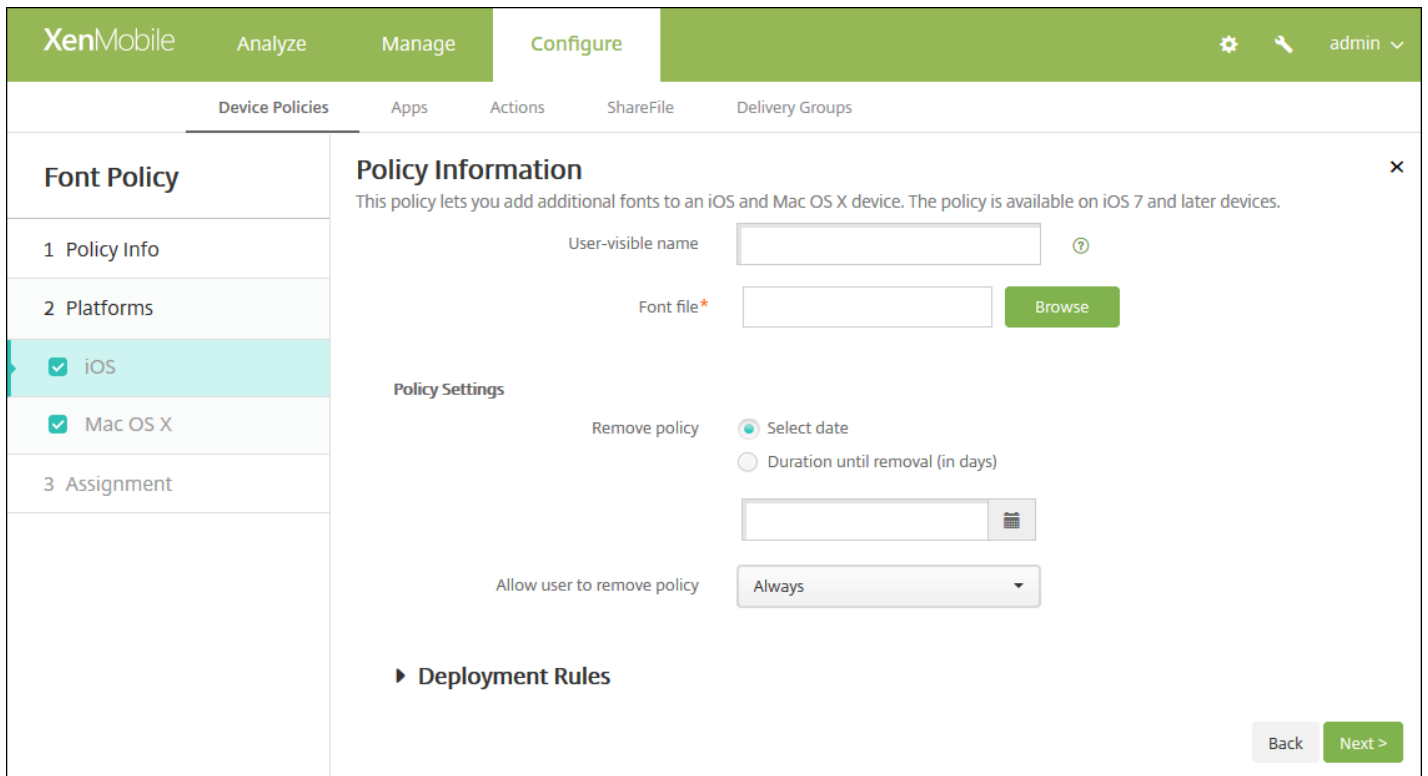 XenMobile Analyze Manage Configure admin
Device Policies Apps Actions ShareFile Delivery Groups
Font Policy
1 Policy Info
2 Platforms
iOS
Mac OS X
3 Assignment
Policy Information
This policy lets you add additional fonts to an iOS and Mac OS X device. The policy is available on iOS 7 and later devices.
User-visible name ?
Font file* Browse
Policy Settings
Remove policy Select date
Duration until removal (in days)
Allow user to remove policy Always
Deployment Rules
Back Next >